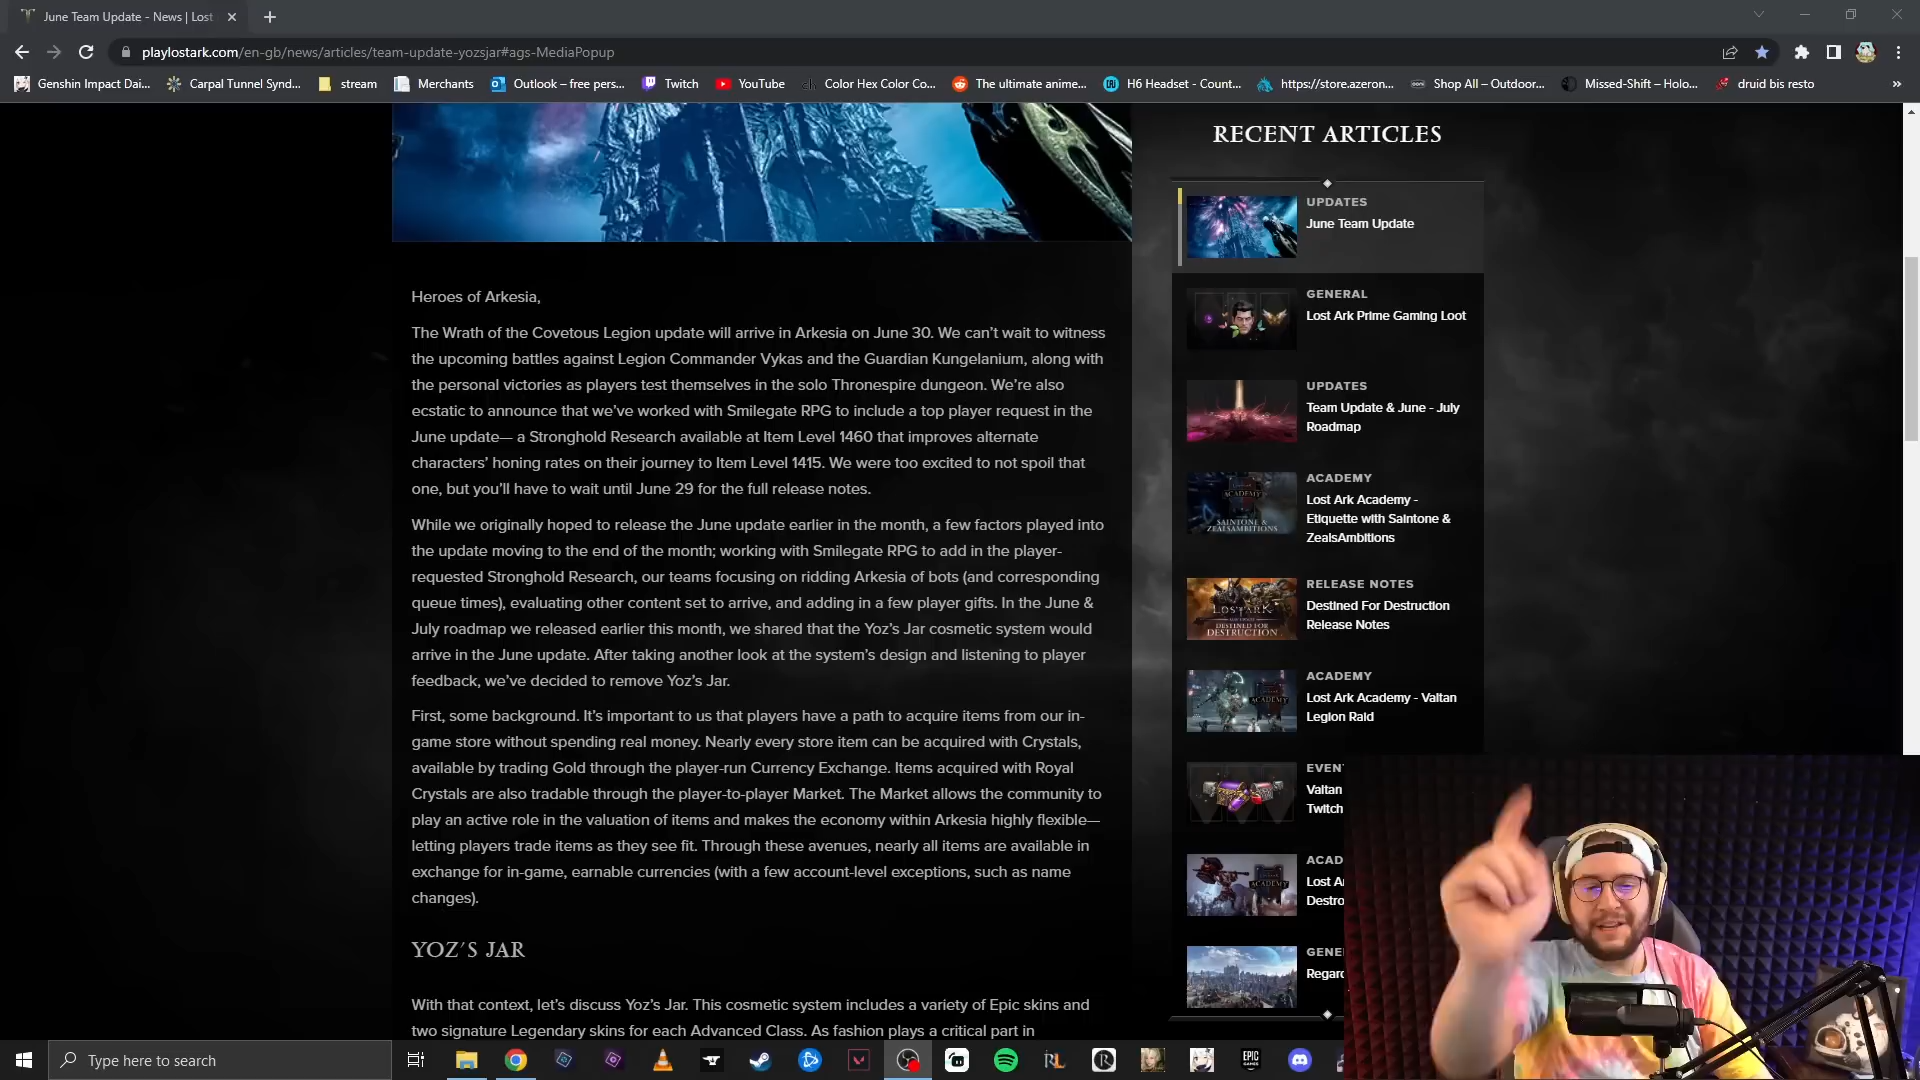 June Team Update - News | Lost
playlostark.com/en-gb/news/articles/team-update-yozsjar#ags-MediaPopup
Genshin Impact Dai...
Carpal Tunnel Synd...
stream
Merchants
Outlook – free pers...
Twitch
YouTube
Color Hex Color Co...
The ultimate anime...
H6 Headset - Count...
https://store.azeron...
Shop All – Outdoor...
Missed-Shift – Holo...
druid bis resto
»
Heroes of Arkesia,
The Wrath of the Covetous Legion update will arrive in Arkesia on June 30. We can't wait to witness
the upcoming battles against Legion Commander Vykas and the Guardian Kungelanium, along with
the personal victories as players test themselves in the solo Thronespire dungeon. We're also
ecstatic to announce that we've worked with Smilegate RPG to include a top player request in the
June update— a Stronghold Research available at Item Level 1460 that improves alternate
characters' honing rates on their journey to Item Level 1415. We were too excited to not spoil that
one, but you'll have to wait until June 29 for the full release notes.
While we originally hoped to release the June update earlier in the month, a few factors played into
the update moving to the end of the month; working with Smilegate RPG to add in the player-
requested Stronghold Research, our teams focusing on ridding Arkesia of bots (and corresponding
queue times), evaluating other content set to arrive, and adding in a few player gifts. In the June &
July roadmap we released earlier this month, we shared that the Yoz's Jar cosmetic system would
arrive in the June update. After taking another look at the system's design and listening to player
feedback, we've decided to remove Yoz's Jar.
First, some background. It's important to us that players have a path to acquire items from our in-
game store without spending real money. Nearly every store item can be acquired with Crystals,
available by trading Gold through the player-run Currency Exchange. Items acquired with Royal
Crystals are also tradable through the player-to-player Market. The Market allows the community to
play an active role in the valuation of items and makes the economy within Arkesia highly flexible—
letting players trade items as they see fit. Through these avenues, nearly all items are available in
exchange for in-game, earnable currencies (with a few account-level exceptions, such as name
changes).
YOZ'S JAR
With that context, let's discuss Yoz's Jar. This cosmetic system includes a variety of Epic skins and
two signature Legendary skins for each Advanced Class. As fashion plays a critical part in
RECENT ARTICLES
UPDATES
June Team Update
GENERAL
Lost Ark Prime Gaming Loot
UPDATES
Team Update & June - July
Roadmap
ACADEMY
Lost Ark Academy -
Etiquette with Saintone &
ZealsAmbitions
ACADEMY
SAINTONE &
ZEALSAMBITIONS
RELEASE NOTES
Destined For Destruction
Release Notes
LOST ARK
DESTINED FOR
DESTRUCTION
ACADEMY
Lost Ark Academy - Valtan
Legion Raid
ACADEMY
EVEN
Valtan
Twitch
ACAD
Lost Ar
Destro
ACADEMY
GENE
Regard
Type here to search
RL
EPIC
GAMES